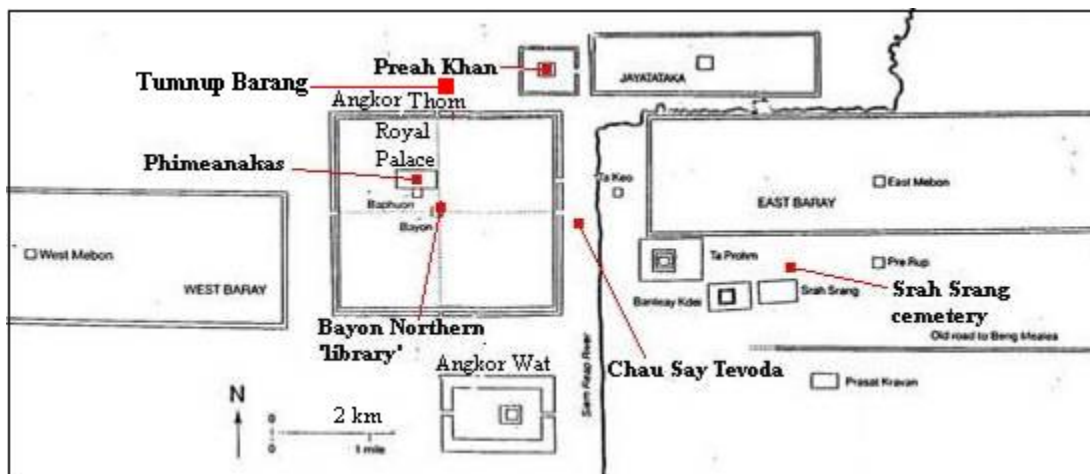 Preah Khan
JAYATATAKA
Tumnup Barang
Angkor Thom
Royal
Palace
Phimeanakas
Ta Keo
East Mebon
Baphuon
EAST BARAY
Bayon
West Mebon
Ta Prohm
Pre Rup
WEST BARAY
Banteay Kdei
Srah Srang
Srah Srang
cemetery
Bayon Northern
'library'
Old road to Beng Mealea
Angkor Wat
Chau Say Tevoda
Siem Reap River
Prasat Kravan
N
0
2 km
0
1 mile